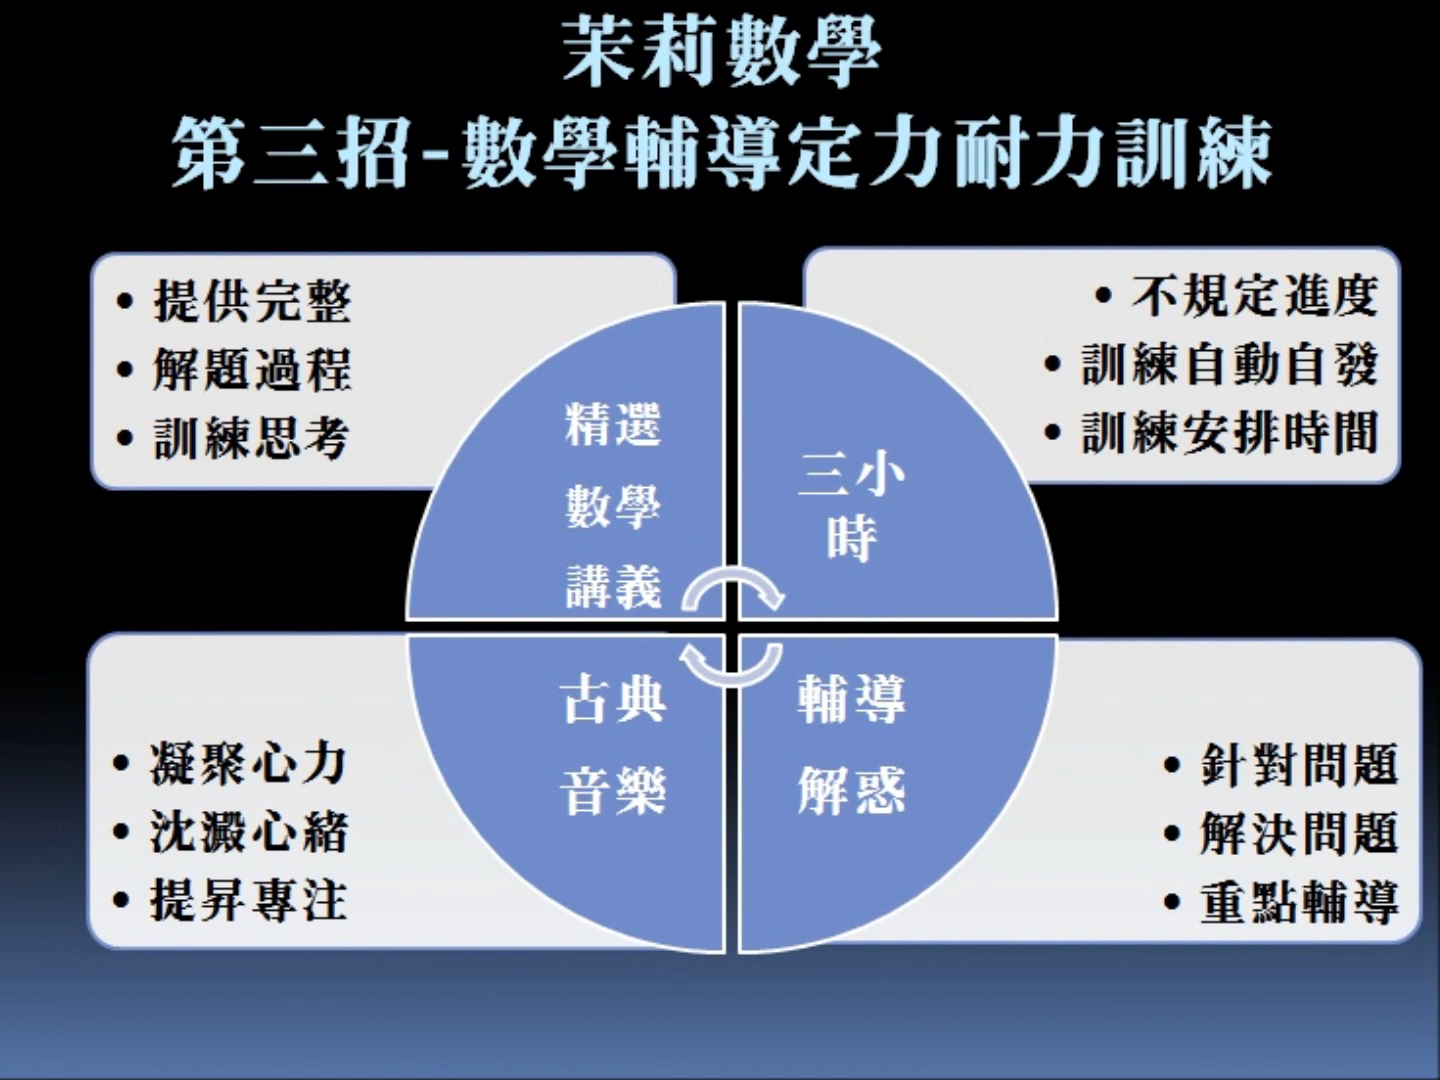 茉莉數學
第三招-數學輔導定力耐力訓練
• 提供完整
• 解題過程
• 訓練思考
• 不規定進度
• 訓練自動自發
• 訓練安排時間
精選
數學
講義
三小
時
古典
音樂
輔導
解惑
• 凝聚心力
• 沈澱心緒
• 提昇專注
• 針對問題
• 解決問題
• 重點輔導